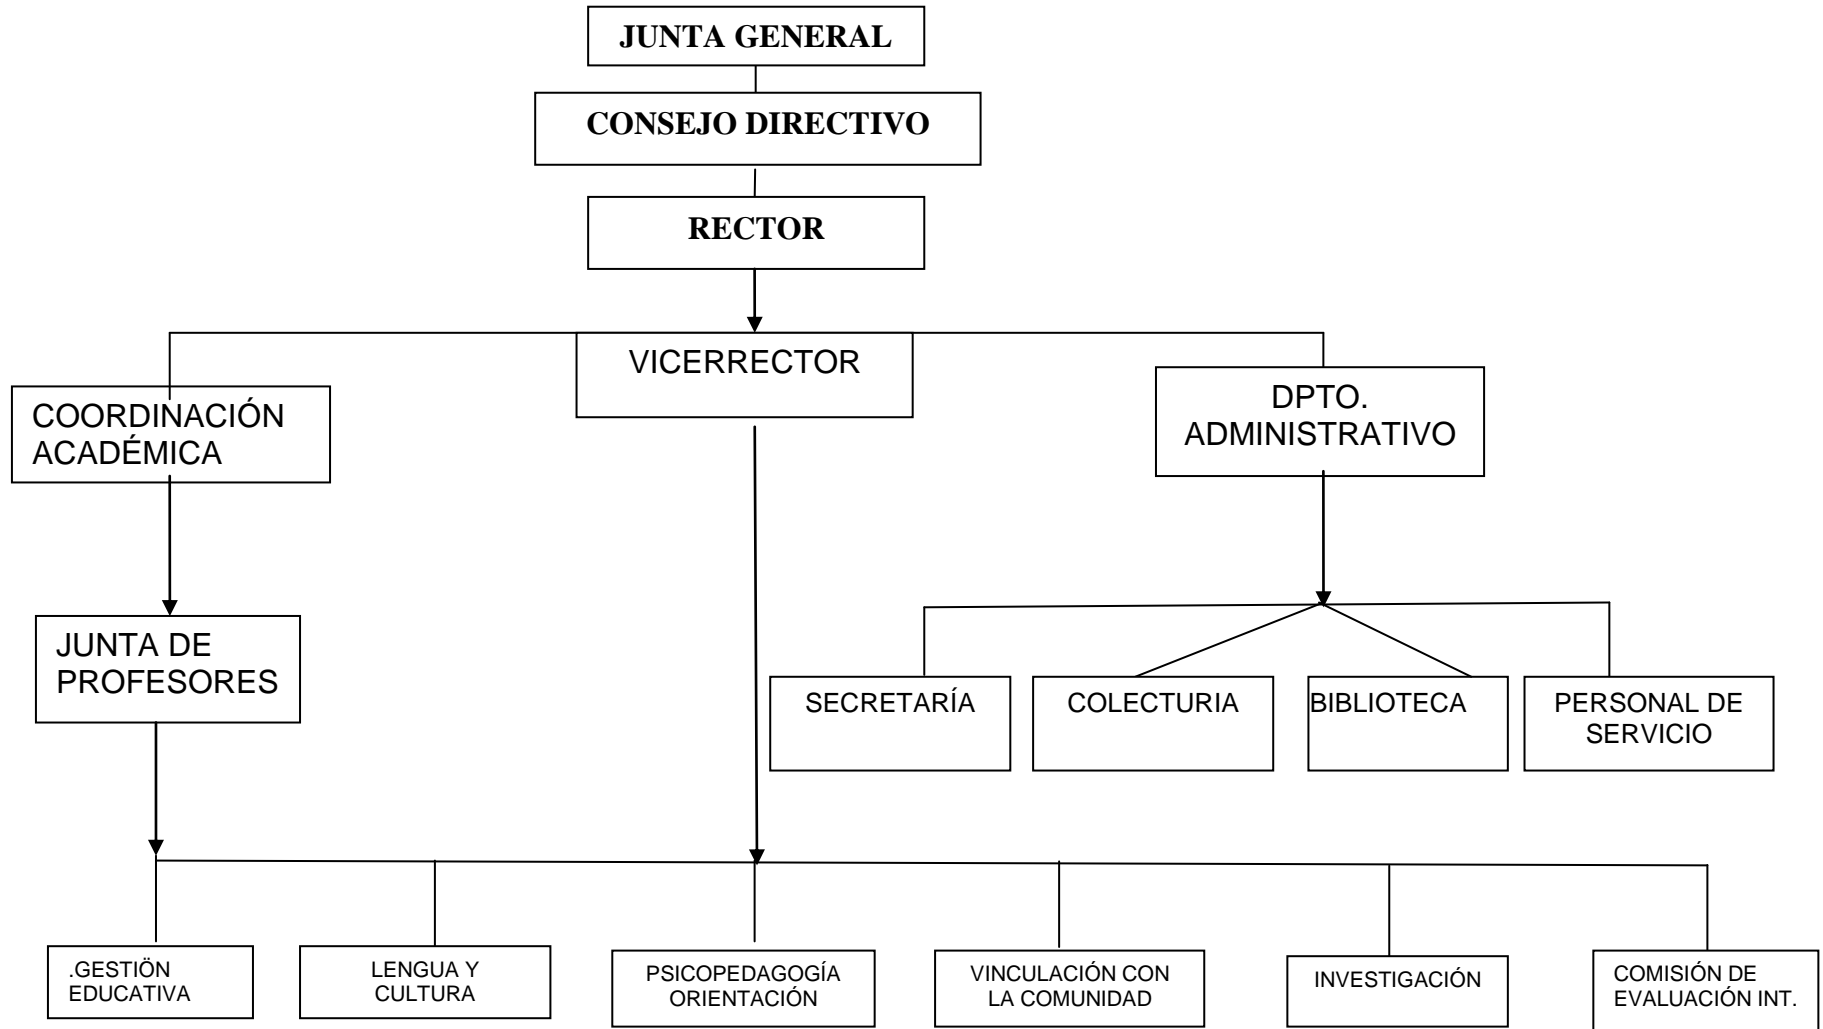 JUNTA GENERAL
CONSEJO DIRECTIVO
RECTOR
VICERRECTOR
COORDINACIÓN
ACADÉMICA
DPTO.
ADMINISTRATIVO
JUNTA DE
PROFESORES
SECRETARÍA
COLECTURIA
BIBLIOTECA
PERSONAL DE
SERVICIO
.GESTIÖN
EDUCATIVA
LENGUA Y
CULTURA
PSICOPEDAGOGÍA
ORIENTACIÓN
VINCULACIÓN CON
LA COMUNIDAD
INVESTIGACIÓN
COMISIÓN DE
EVALUACIÓN INT.